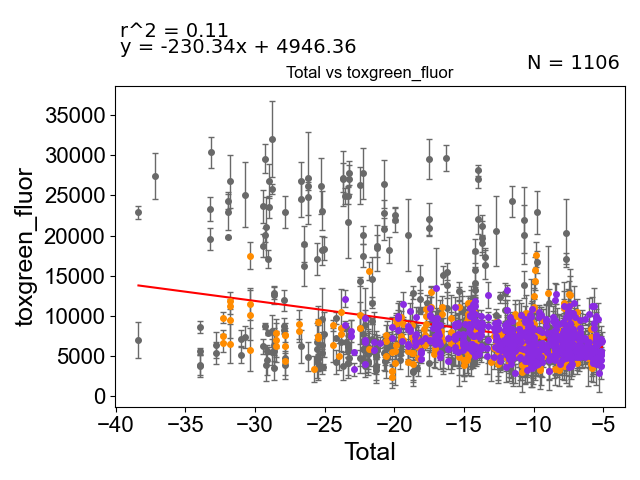 r^2 = 0.11
y = -230.34x + 4946.36
N = 1106
Total vs toxgreen_fluor
toxgreen_fluor
35000
30000
25000
20000
15000
10000
5000
0
−40
−35
−30
−25
−20
−15
−10
−5
Total